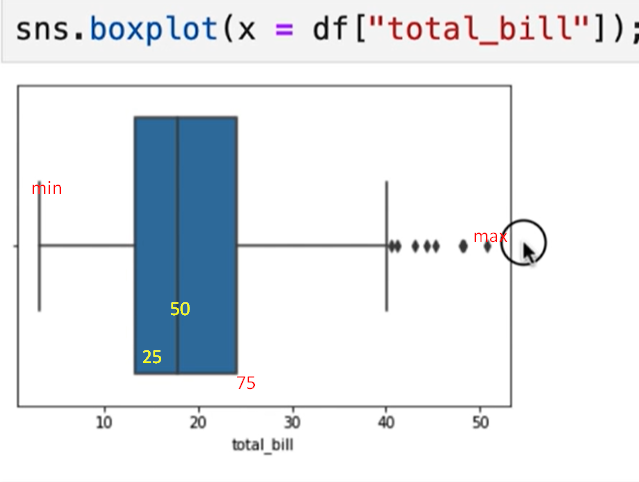 sns.boxplot(x = df["total_bill"]);
min
max
50
25
75
10 20 30 40 50
total_bill